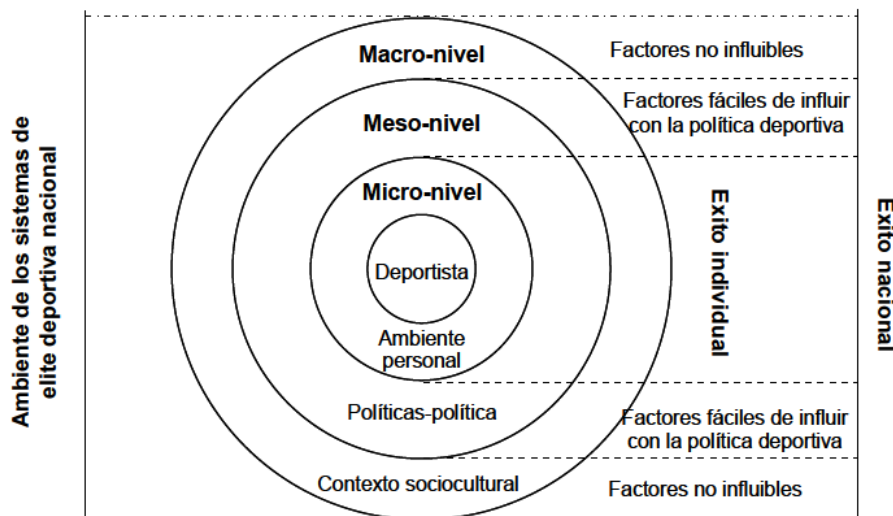 Macro-nivel
Factores no influibles
Factores fáciles de influir
con la política deportiva
Meso-nivel
Micro-nivel
Deportista
Ambiente
personal
Políticas-política
Factores fáciles de influir
con la política deportiva
Contexto sociocultural
Factores no influibles
Ambiente de los sistemas de
elite deportiva nacional
Exito individual
Exito nacional